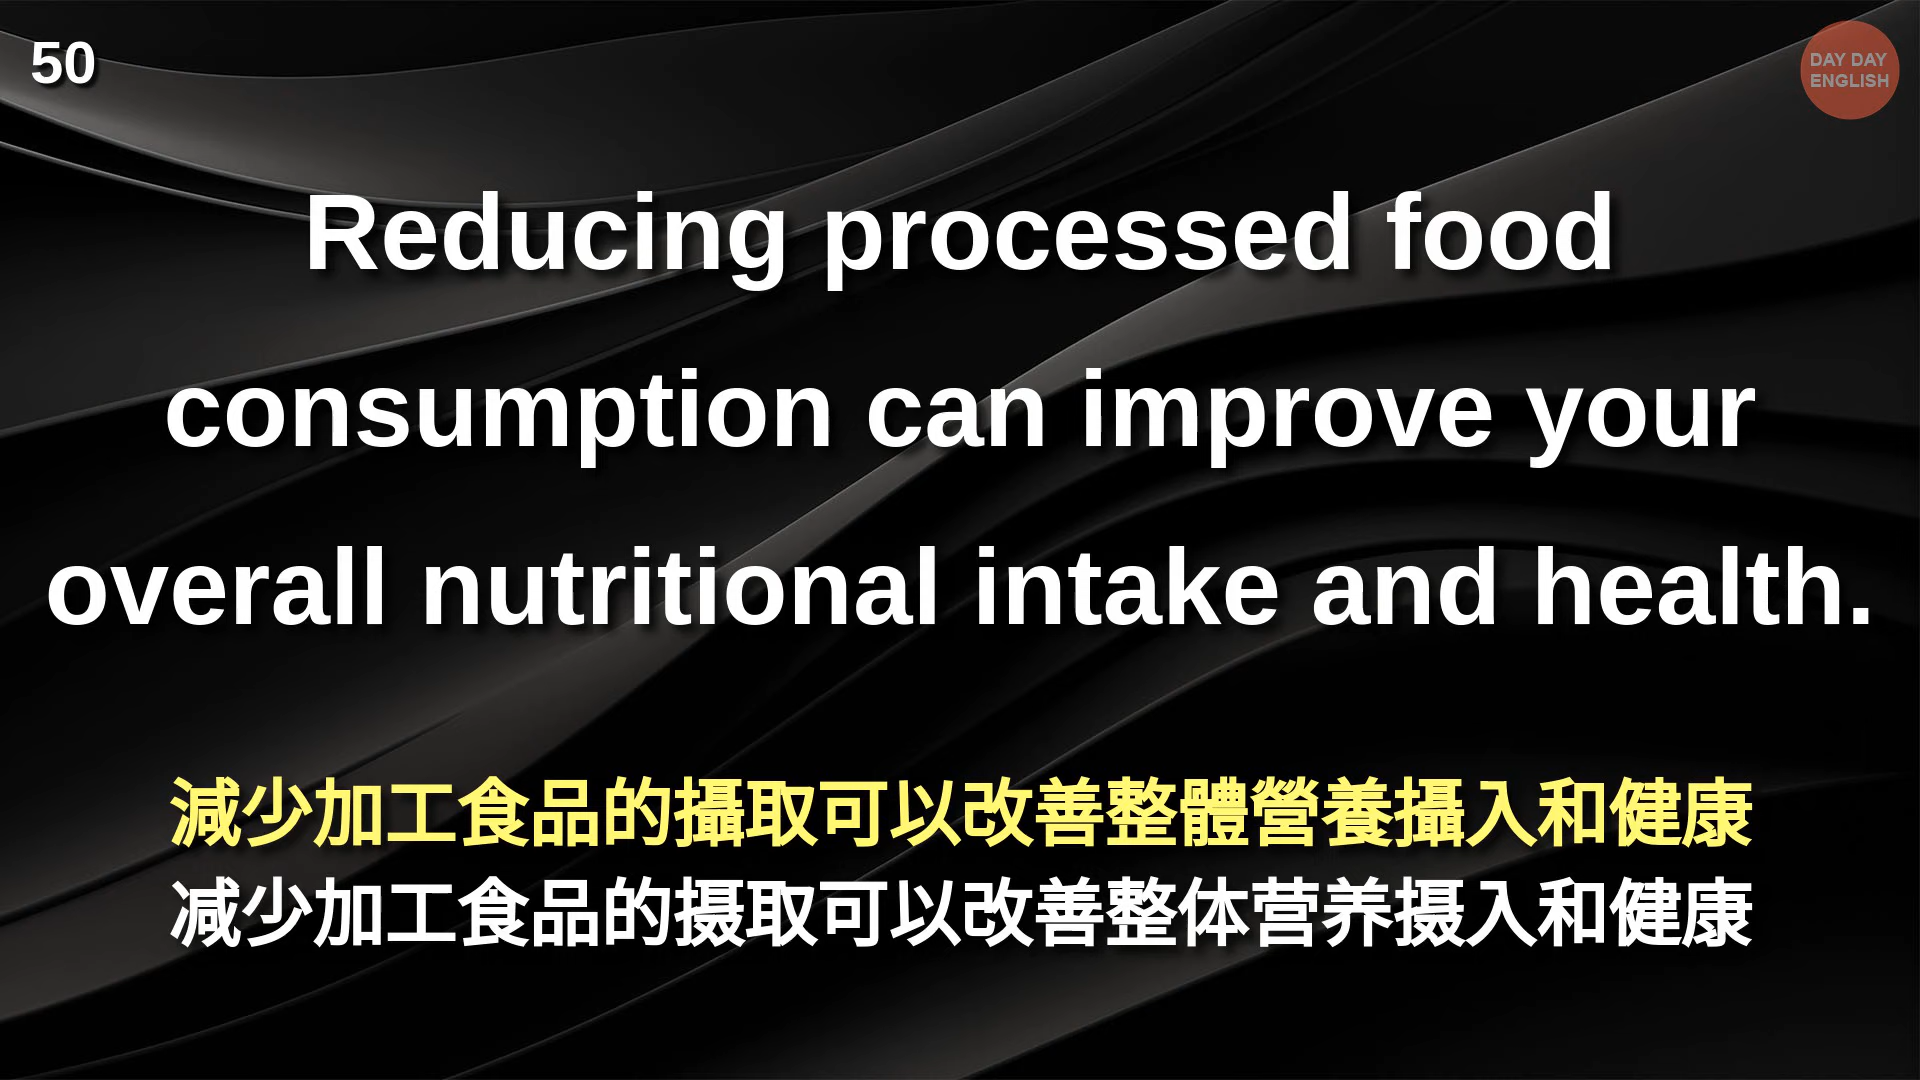 50
DAY DAY
ENGLISH
Reducing processed food
consumption can improve your
overall nutritional intake and health.
減少加工食品的攝取可以改善整體營養攝入和健康
减少加工食品的摄取可以改善整体营养摄入和健康